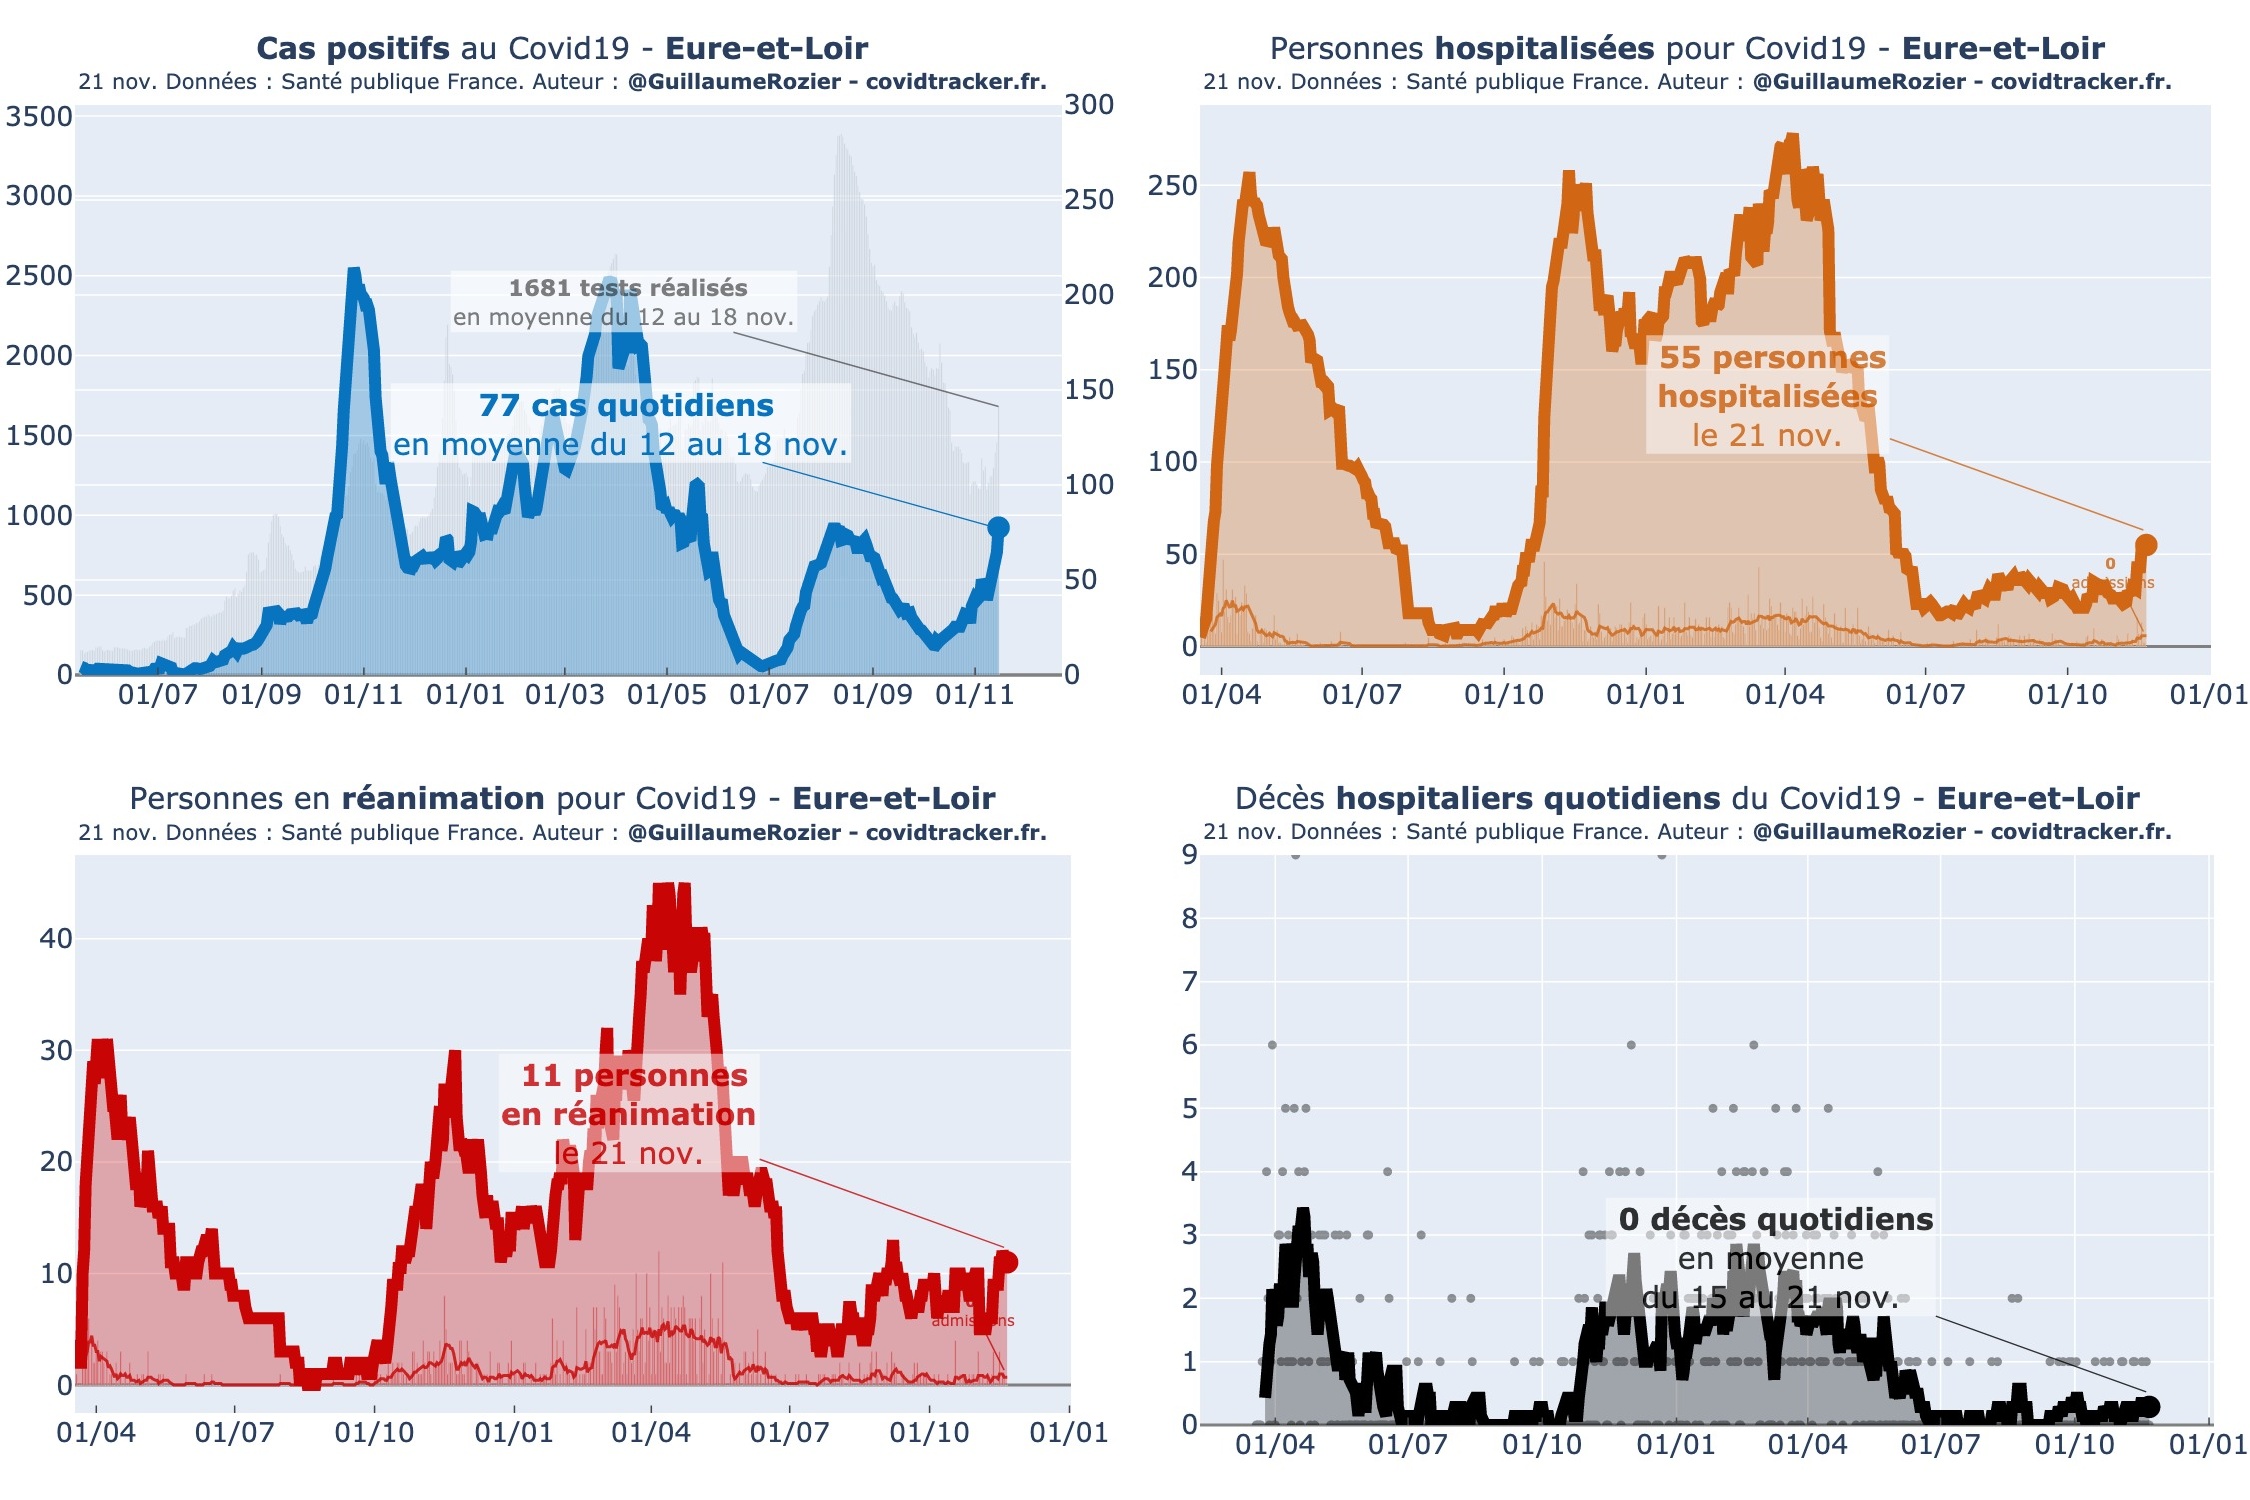 Cas positifs au Covid19 - Eure-et-Loir
21 nov. Données : Santé publique France. Auteur : @GuillaumeRozier - covidtracker.fr.
3500
3000
2500
2000
1500
1000
500
0
300
250
200
150
100
50
0
1681 tests réalisés
en moyenne du 12 au 18 nov.
77 cas quotidiens
en moyenne du 12 au 18 nov.
01/07 01/09 01/11 01/01 01/03 01/05 01/07 01/09 01/11
Personnes hospitalisées pour Covid19 - Eure-et-Loir
21 nov. Données : Santé publique France. Auteur : @GuillaumeRozier - covidtracker.fr.
250
200
150
100
50
0
55 personnes
hospitalisées
le 21 nov.
0
admissions
01/04 01/07 01/10 01/01 01/04 01/07 01/10 01/01
Personnes en réanimation pour Covid19 - Eure-et-Loir
21 nov. Données : Santé publique France. Auteur : @GuillaumeRozier - covidtracker.fr.
40
30
20
10
0
11 personnes
en réanimation
le 21 nov.
admissions
01/04 01/07 01/10 01/01 01/04 01/07 01/10 01/01
Décès hospitaliers quotidiens du Covid19 - Eure-et-Loir
21 nov. Données : Santé publique France. Auteur : @GuillaumeRozier - covidtracker.fr.
9
8
7
6
5
4
3
2
1
0
0 décès quotidiens
en moyenne
du 15 au 21 nov.
01/04 01/07 01/10 01/01 01/04 01/07 01/10 01/01